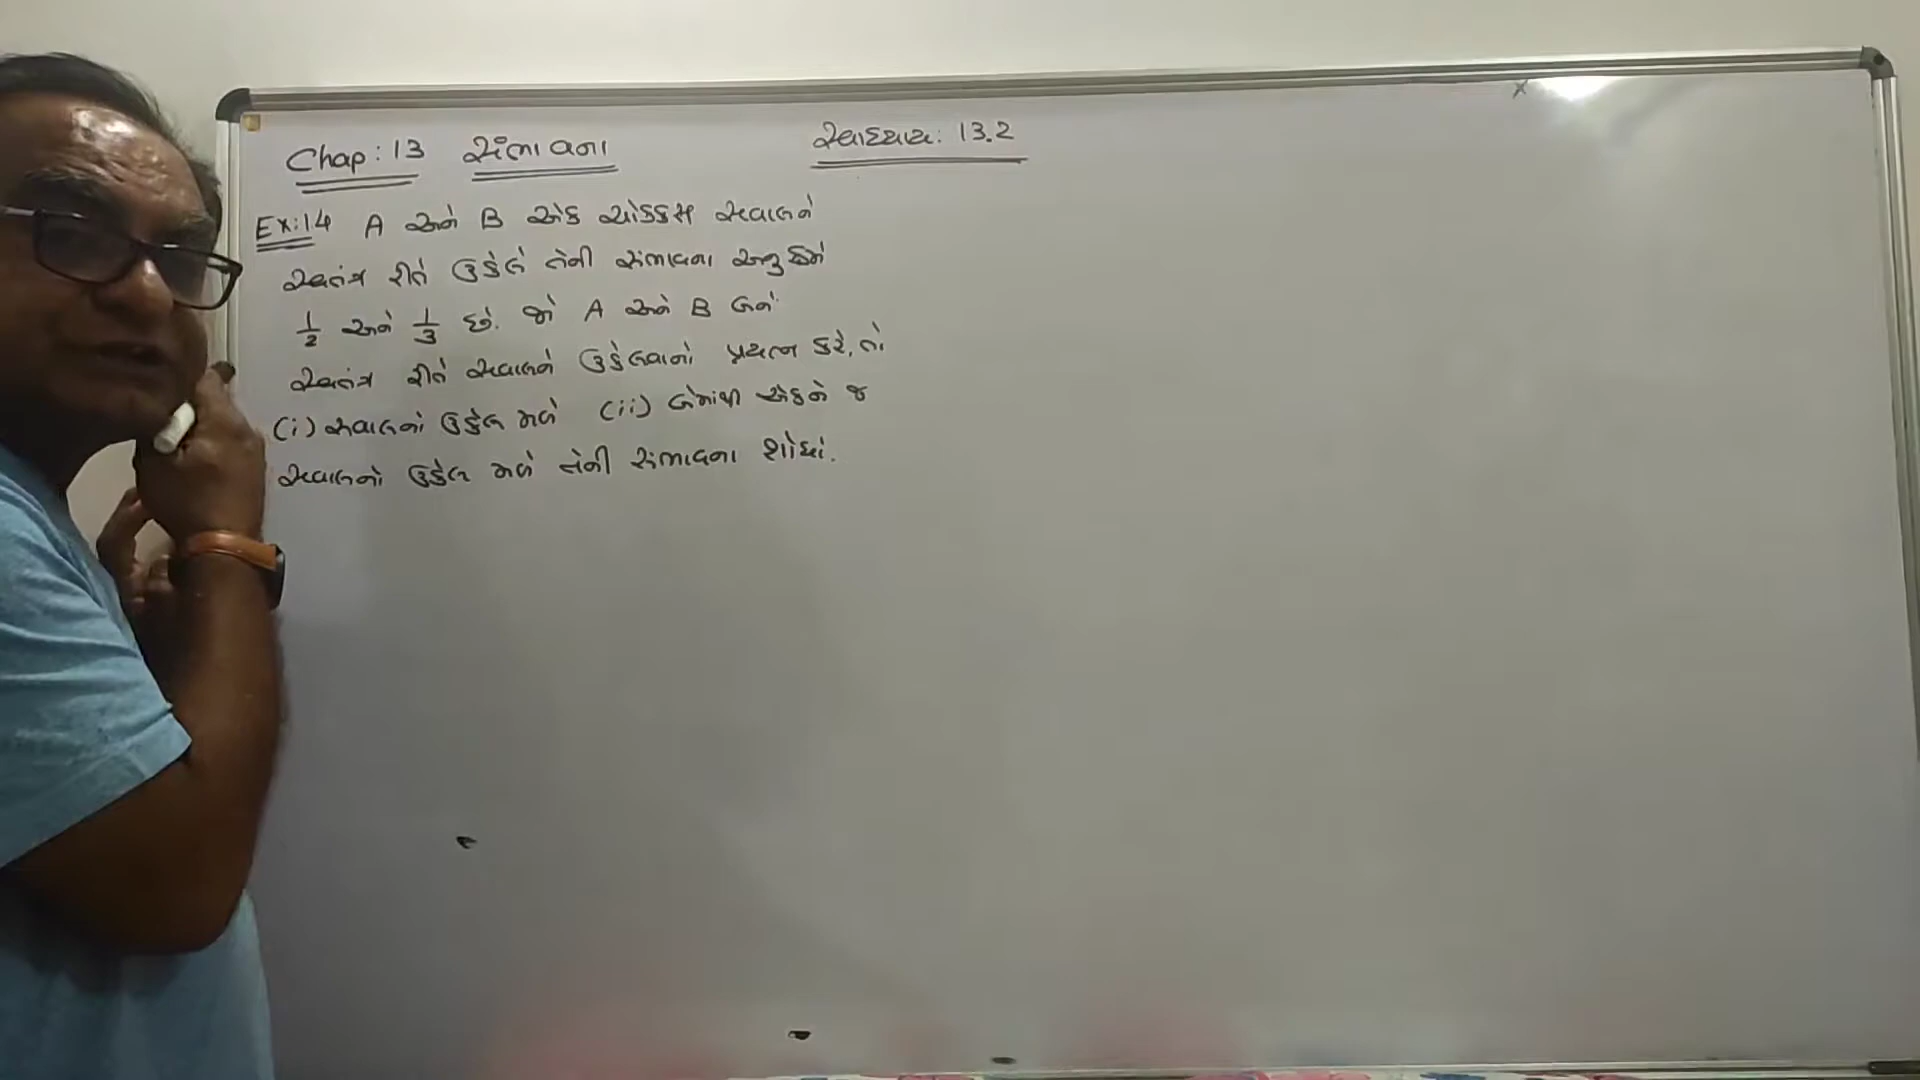 Chap: 13 સંભાવના સ્વાધ્યાય: 13.2
Ex:14 A અને B એક ચોક્કસ સવાલને
સ્વતંત્ર રીતે ઉકેલે તેની સંભાવના અનુક્રમે
1/2 અને 1/3 છે. જો A અને B બંને
સ્વતંત્ર રીતે સવાલને ઉકેલવાનો પ્રયત્ન કરે, તો
(i) સવાલનો ઉકેલ મળે (ii) બેમાંથી એકને જ
સવાલનો ઉકેલ મળે તેની સંભાવના શોધો.